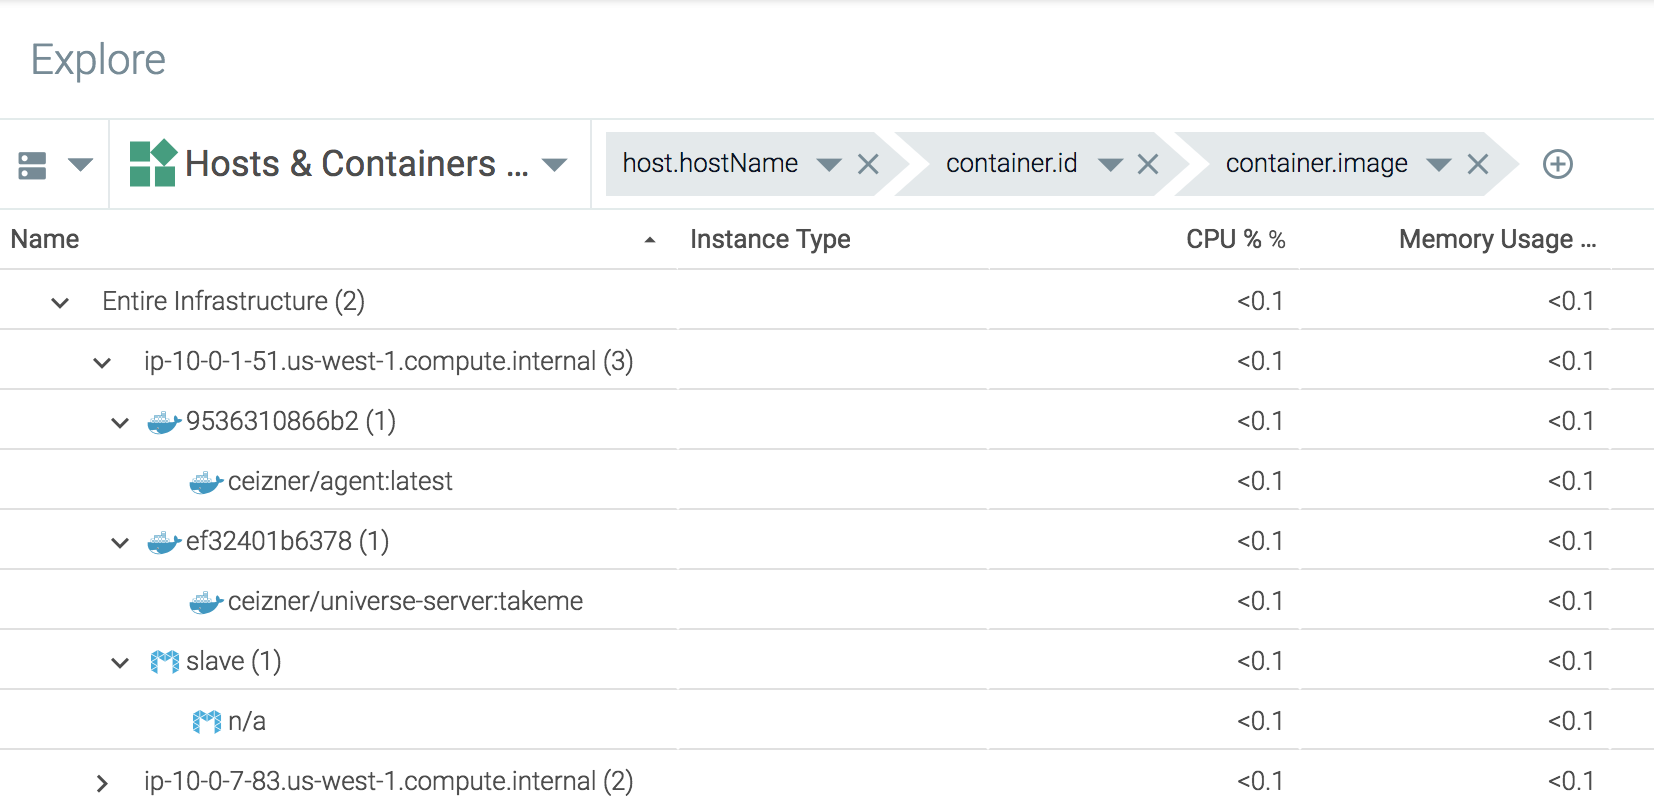 Explore
Hosts & Containers ... host.hostName container.id container.image
Name Instance Type CPU % % Memory Usage ...
Entire Infrastructure (2) <0.1 <0.1
ip-10-0-1-51.us-west-1.compute.internal (3) <0.1 <0.1
9536310866b2 (1) <0.1 <0.1
ceizner/agent:latest <0.1 <0.1
ef32401b6378 (1) <0.1 <0.1
ceizner/universe-server:takeme <0.1 <0.1
slave (1) <0.1 <0.1
n/a <0.1 <0.1
ip-10-0-7-83.us-west-1.compute.internal (2) <0.1 <0.1